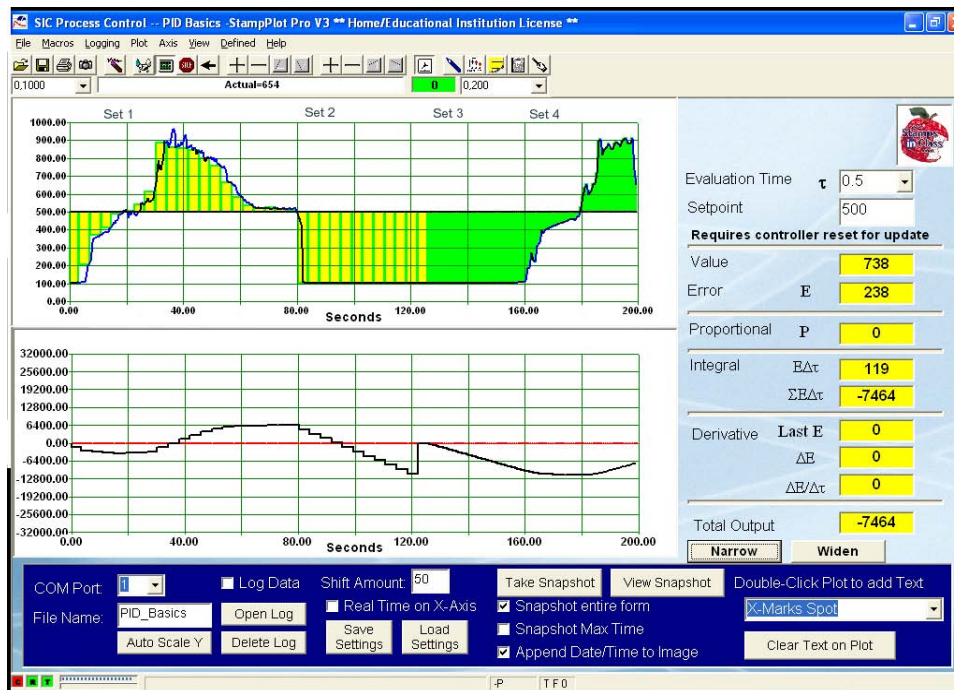 SIC Process Control -- PID Basics -StampPlot Pro V3 ** Home/Educational Institution License **
File Macros Logging Plot Axis View Defined Help
0,1000 Actual=654 0 0,200
Set 1 Set 2 Set 3 Set 4
1000.00
900.00
800.00
700.00
600.00
500.00
400.00
300.00
200.00
100.00
0.00
0.00 40.00 80.00 120.00 160.00 200.00
Seconds
32000.00
25600.00
19200.00
12800.00
6400.00
0.00
-6400.00
-12800.00
-19200.00
-25600.00
-32000.00
0.00 40.00 80.00 120.00 160.00 200.00
Seconds
Stamps in Class
Evaluation Time τ 0.5
Setpoint 500
Requires controller reset for update
Value 738
Error E 238
Proportional P 0
Integral EΔτ 119
ΣEΔτ -7464
Derivative Last E 0
ΔE 0
ΔE/Δτ 0
Total Output -7464
Narrow Widen
COM Port: 1 Log Data Shift Amount: 50 Take Snapshot View Snapshot Double-Click Plot to add Text
File Name: PID_Basics Open Log Real Time on X-Axis Snapshot entire form X-Marks Spot
Auto Scale Y Delete Log Save Settings Load Settings Snapshot Max Time Clear Text on Plot
Append Date/Time to Image
C R T -P T F 0